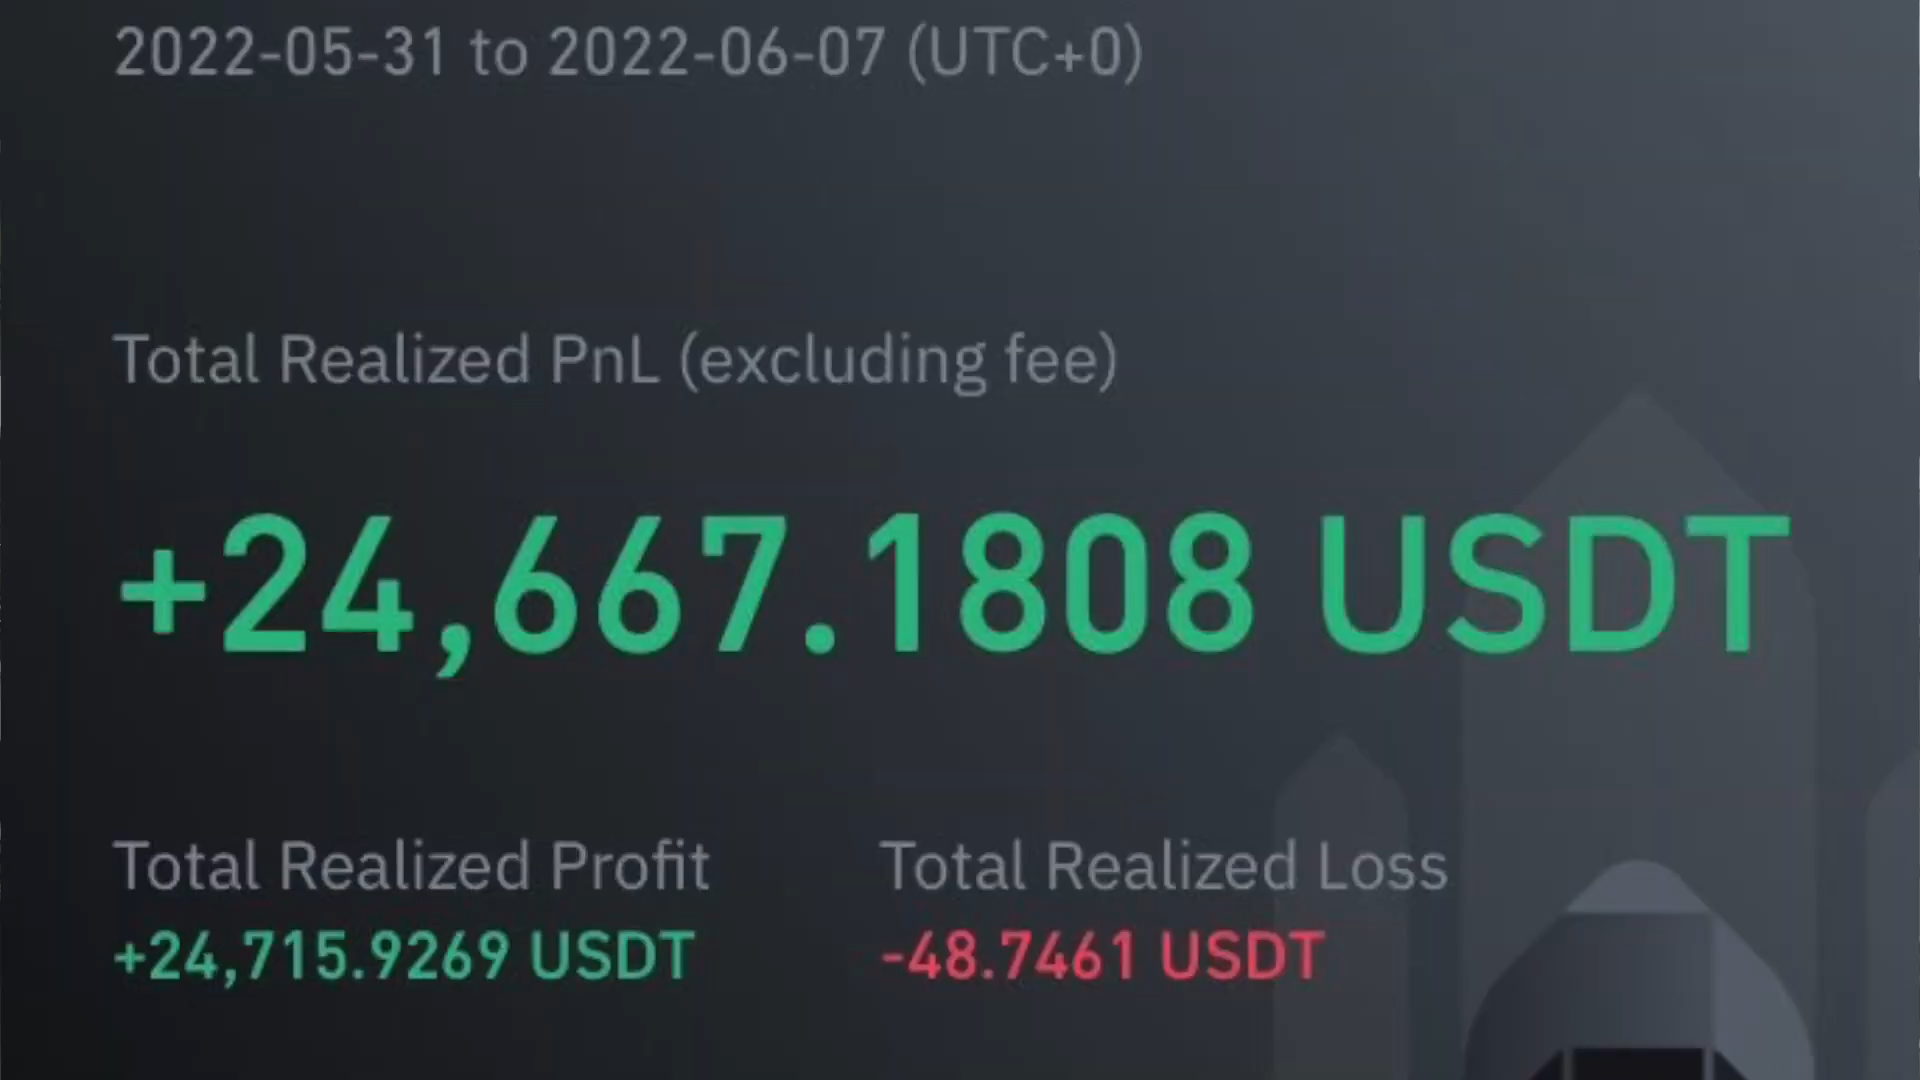 2022-05-31 to 2022-06-07 (UTC+0)
Total Realized PnL (excluding fee)
+24,667.1808 USDT
Total Realized Profit
Total Realized Loss
+24,715.9269 USDT
-48.7461 USDT